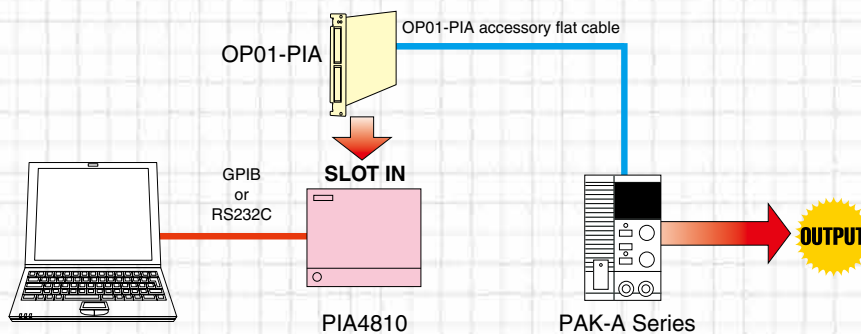 OP01-PIA
OP01-PIA accessory flat cable
SLOT IN
GPIB
or
RS232C
OUTPUT
PIA4810
PAK-A Series